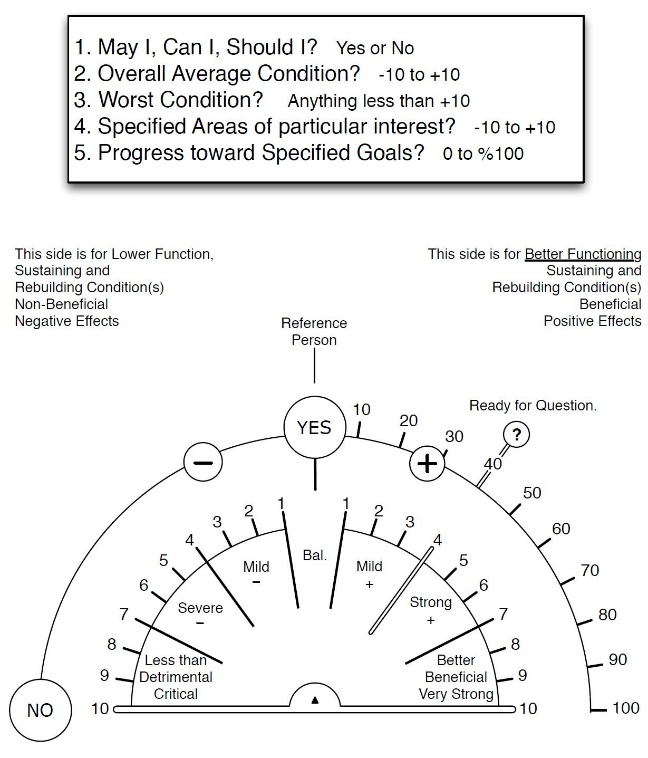 1. May I, Can I, Should I? Yes or No
2. Overall Average Condition? -10 to +10
3. Worst Condition? Anything less than +10
4. Specified Areas of particular interest? -10 to +10
5. Progress toward Specified Goals? 0 to %100
This side is for Lower Function,
Sustaining and
Rebuilding Condition(s)
Non-Beneficial
Negative Effects
This side is for Better Functioning
Sustaining and
Rebuilding Condition(s)
Beneficial
Positive Effects
Reference
Person
Ready for Question.
YES
10
20
30
?
40
50
60
70
80
90
100
−
+
NO
10
9
8
7
6
5
4
3
2
1
1
2
3
4
5
6
7
8
9
10
Bal.
Mild
−
Mild
+
Severe
−
Strong
+
Less than
Detrimental
Critical
Better
Beneficial
Very Strong